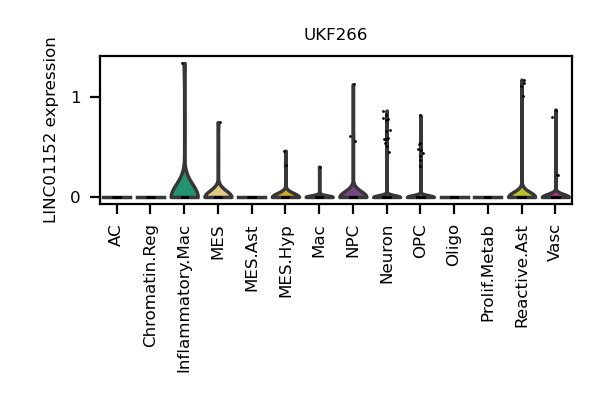 UKF266
LINC01152 expression
1
0
AC
Chromatin.Reg
Inflammatory.Mac
MES
MES.Ast
MES.Hyp
Mac
NPC
Neuron
OPC
Oligo
Prolif.Metab
Reactive.Ast
Vasc